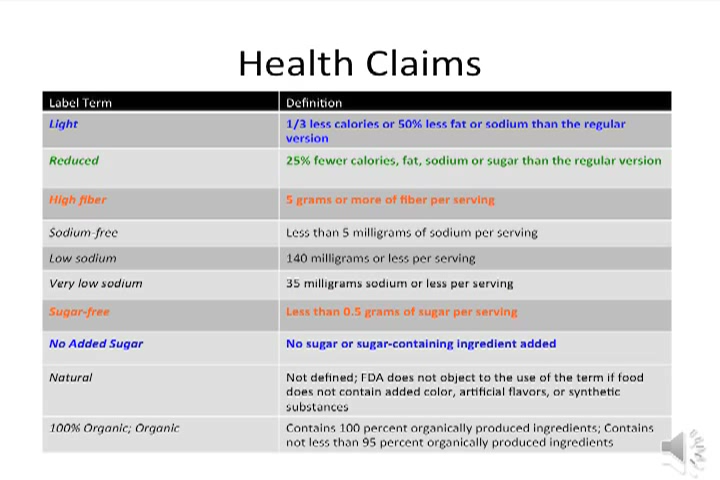 Health Claims
Label Term
Definition
Light
1/3 less calories or 50% less fat or sodium than the regular
version
Reduced
25% fewer calories, fat, sodium or sugar than the regular version
High fiber
5 grams or more of fiber per serving
Sodium-free
Less than 5 milligrams of sodium per serving
Low sodium
140 milligrams or less per serving
Very low sodium
35 milligrams sodium or less per serving
Sugar-free
Less than 0.5 grams of sugar per serving
No Added Sugar
No sugar or sugar-containing ingredient added
Natural
Not defined; FDA does not object to the use of the term if food
does not contain added color, artificial flavors, or synthetic
substances
100% Organic; Organic
Contains 100 percent organically produced ingredients; Contains
not less than 95 percent organically produced ingredients